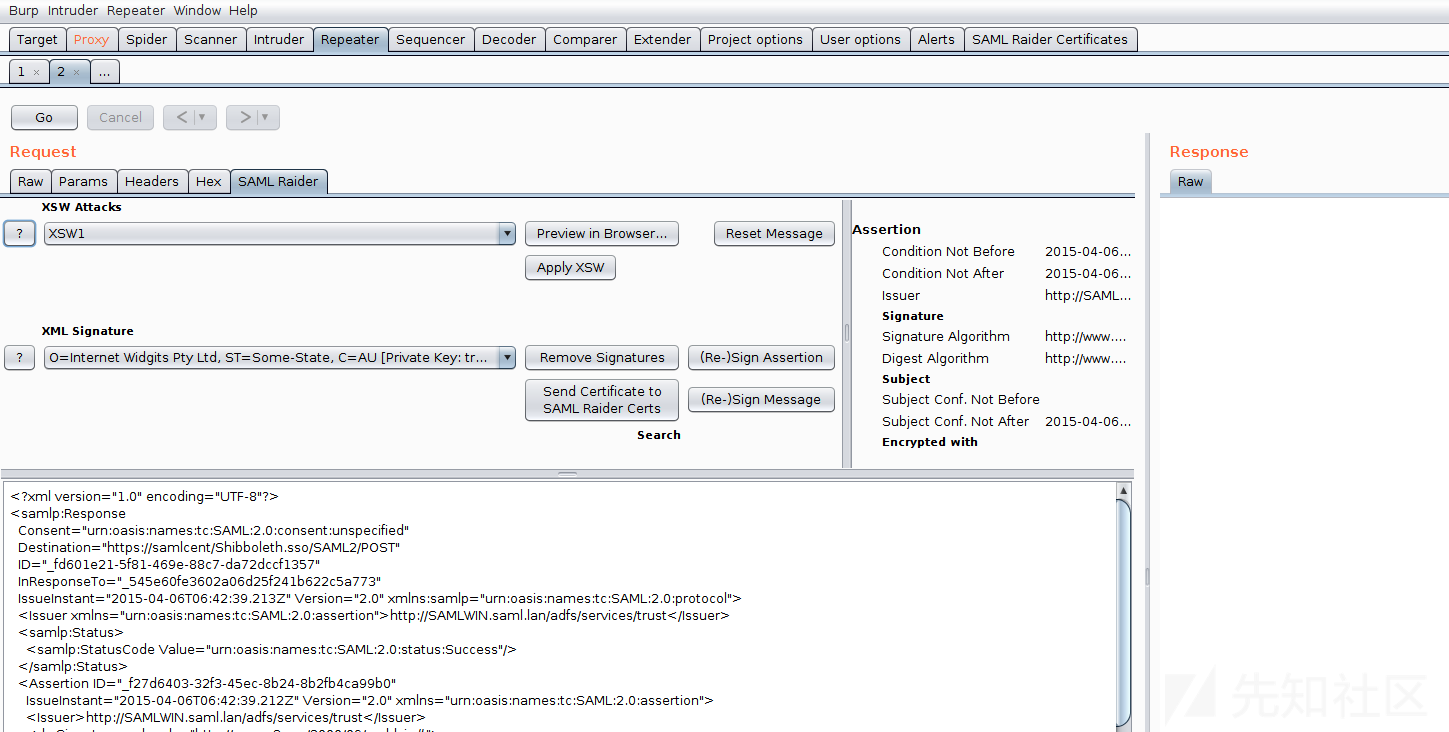 Burp Intruder Repeater Window Help
Target Proxy Spider Scanner Intruder Repeater Sequencer Decoder Comparer Extender Project options User options Alerts SAML Raider Certificates
1 × 2 × ...
Go Cancel < ▼ > ▼
Request
Raw Params Headers Hex SAML Raider
XSW Attacks
? XSW1 Preview in Browser... Reset Message
Apply XSW
XML Signature
? O=Internet Widgits Pty Ltd, ST=Some-State, C=AU [Private Key: tr... Remove Signatures (Re-)Sign Assertion
Send Certificate to
SAML Raider Certs
(Re-)Sign Message
Search
Assertion
Condition Not Before 2015-04-06...
Condition Not After 2015-04-06...
Issuer http://SAML...
Signature
Signature Algorithm http://www....
Digest Algorithm http://www....
Subject
Subject Conf. Not Before
Subject Conf. Not After 2015-04-06...
Encrypted with
<?xml version="1.0" encoding="UTF-8"?>
<samlp:Response
Consent="urn:oasis:names:tc:SAML:2.0:consent:unspecified"
Destination="https://samlcent/Shibboleth.sso/SAML2/POST"
ID="_fd601e21-5f81-469e-88c7-da72dccf1357"
InResponseTo="_545e60fe3602a06d25f241b622c5a773"
IssueInstant="2015-04-06T06:42:39.213Z" Version="2.0" xmlns:samlp="urn:oasis:names:tc:SAML:2.0:protocol">
<Issuer xmlns="urn:oasis:names:tc:SAML:2.0:assertion">http://SAMLWIN.saml.lan/adfs/services/trust</Issuer>
<samlp:Status>
<samlp:StatusCode Value="urn:oasis:names:tc:SAML:2.0:status:Success"/>
</samlp:Status>
<Assertion ID="_f27d6403-32f3-45ec-8b24-8b2fb4ca99b0"
IssueInstant="2015-04-06T06:42:39.212Z" Version="2.0" xmlns="urn:oasis:names:tc:SAML:2.0:assertion">
<Issuer>http://SAMLWIN.saml.lan/adfs/services/trust</Issuer>
Response
Raw
先知社区